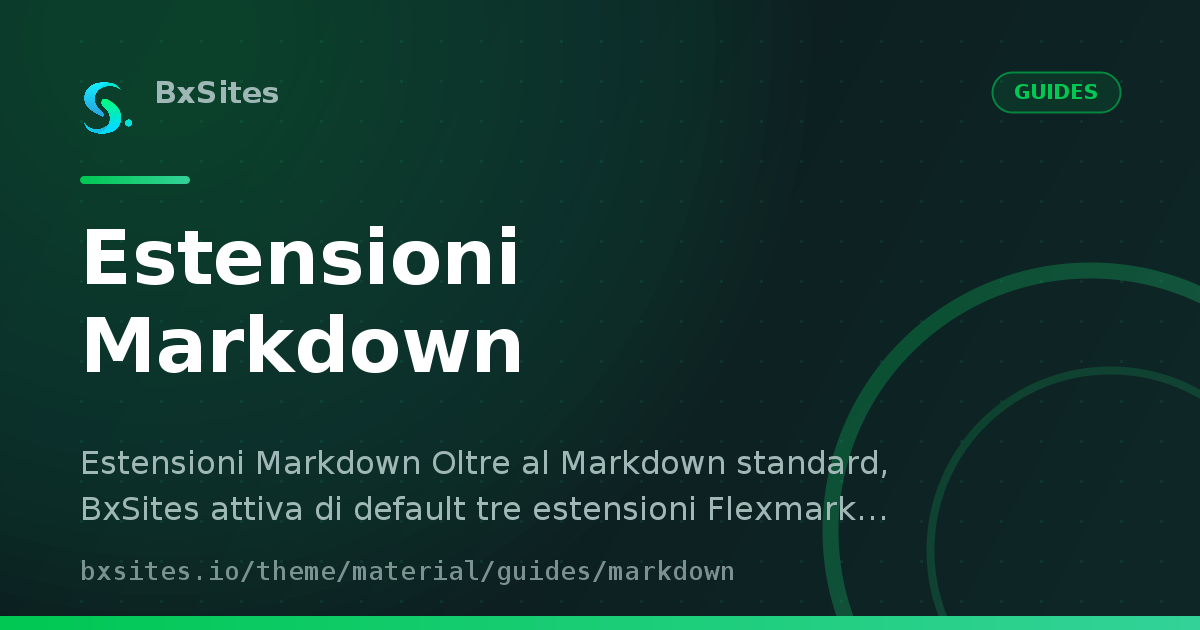 BxSites
GUIDES
Estensioni
Markdown
Estensioni Markdown Oltre al Markdown standard,
BxSites attiva di default tre estensioni Flexmark…
bxsites.io/theme/material/guides/markdown